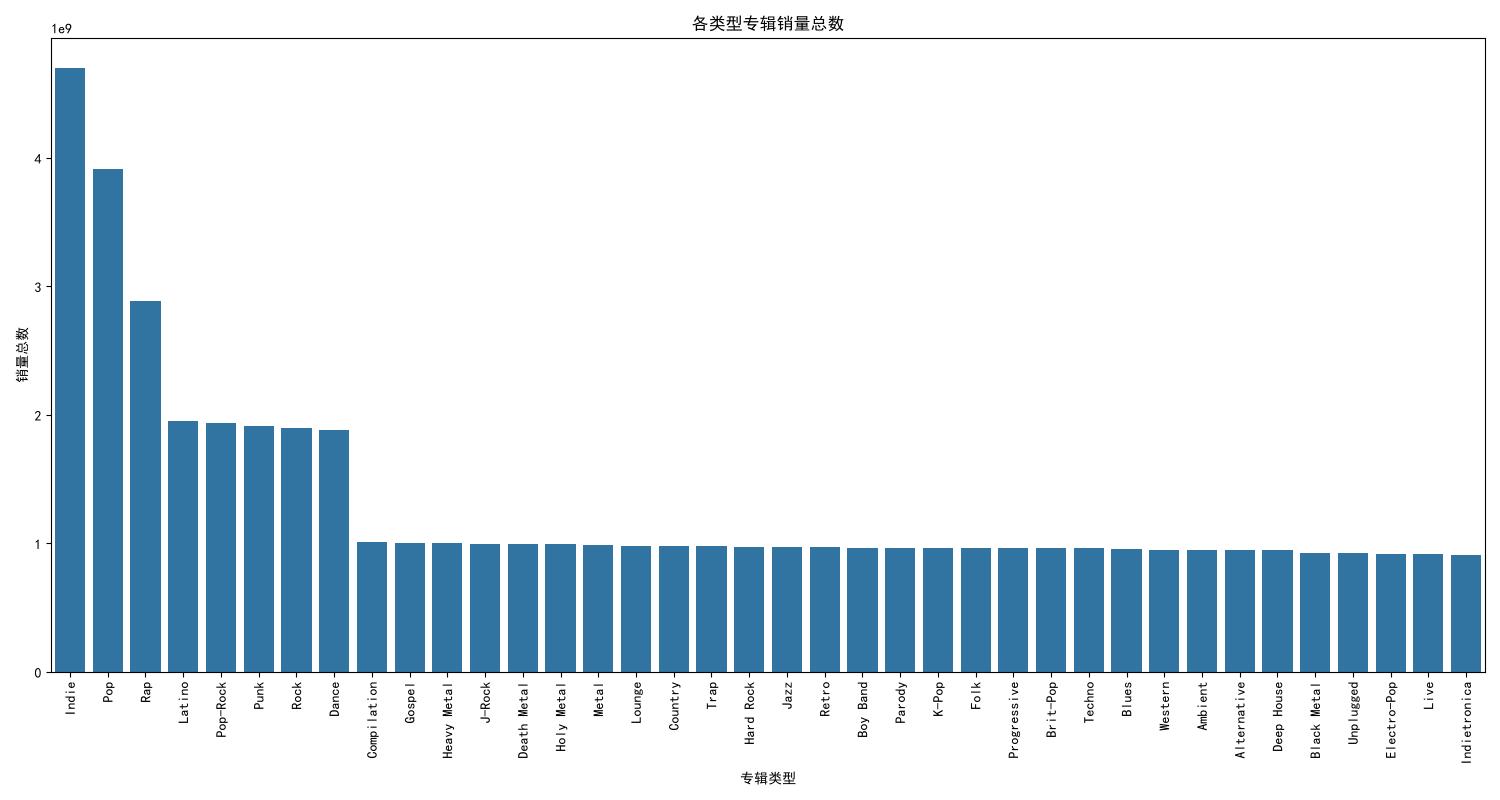 各类型专辑销量总数
1e9
4
3
2
1
0
销量总数
Indie
Pop
Rap
Latino
Pop-Rock
Punk
Rock
Dance
Compilation
Gospel
Heavy Metal
J-Rock
Death Metal
Holy Metal
Metal
Lounge
Country
Trap
Hard Rock
Jazz
Retro
Boy Band
Parody
K-Pop
Folk
Progressive
Brit-Pop
Techno
Blues
Western
Ambient
Alternative
Deep House
Black Metal
Unplugged
Electro-Pop
Live
Indietronica
专辑类型